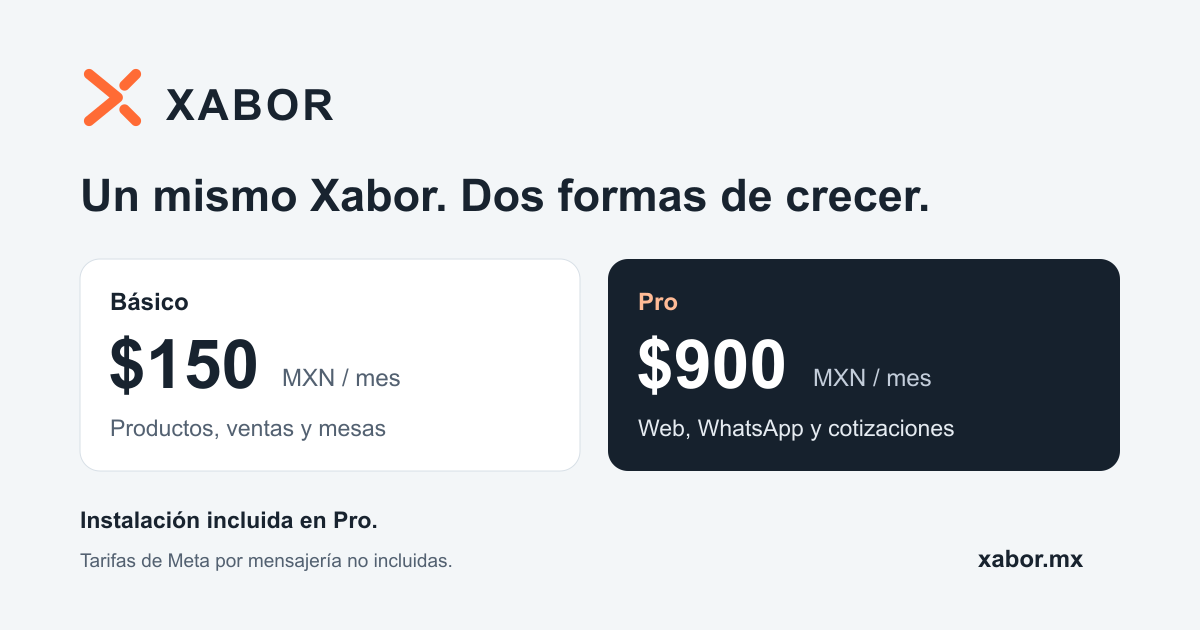 XABOR
Un mismo Xabor. Dos formas de crecer.
Básico
$150 MXN / mes
Productos, ventas y mesas
Pro
$900 MXN / mes
Web, WhatsApp y cotizaciones
Instalación incluida en Pro.
Tarifas de Meta por mensajería no incluidas.
xabor.mx